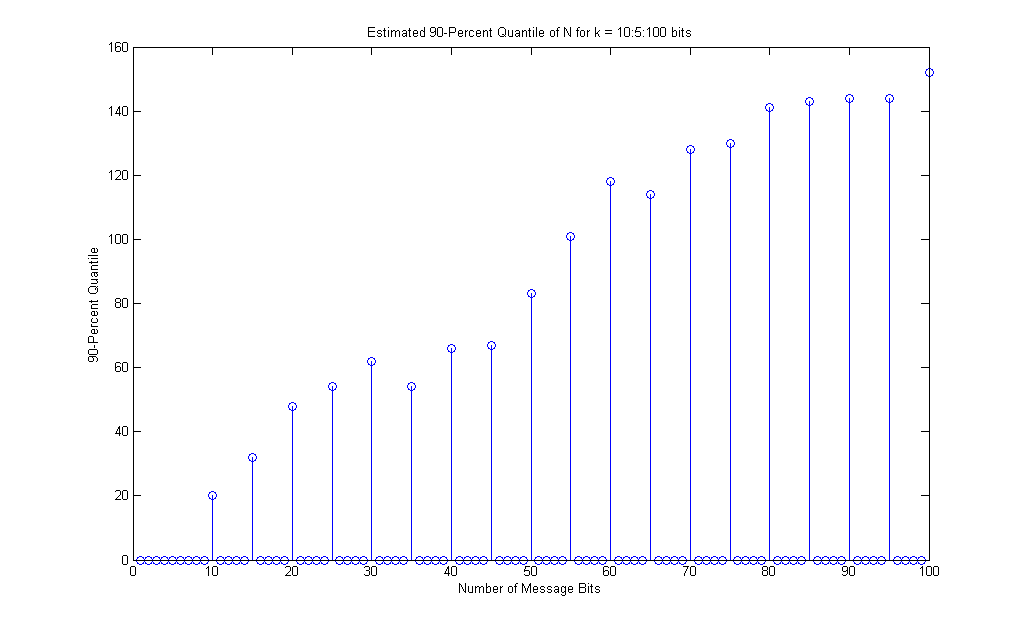 Estimated 90-Percent Quantile of N for k = 10:5:100 bits
160
140
120
100
80
60
40
20
0
90-Percent Quantile
0 10 20 30 40 50 60 70 80 90 100
Number of Message Bits